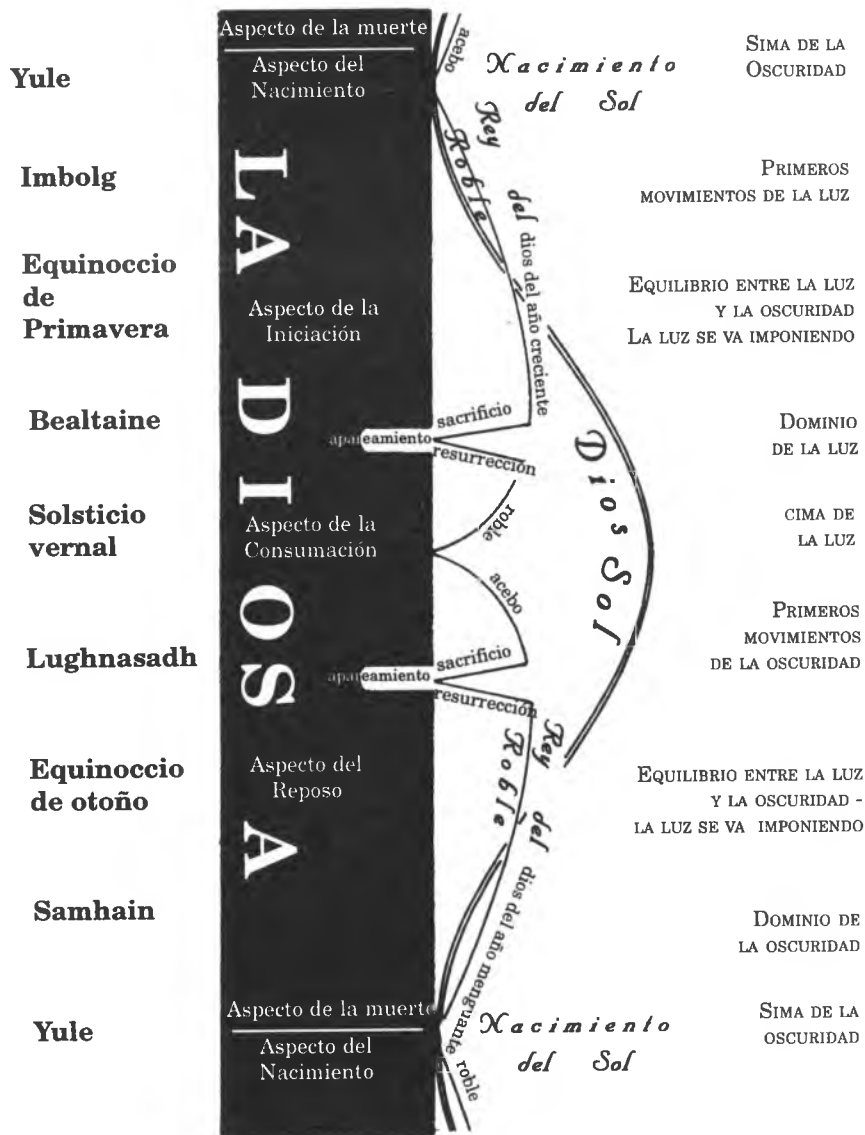 Aspecto de la muerte
Aspecto del
Nacimiento
acebo
Nacimiento
del Sol
SIMA DE LA
OSCURIDAD
Yule
Rey
del
Roble
dios del año creciente
Imbolg
PRIMEROS
MOVIMIENTOS DE LA LUZ
LA DIOSA
Equinoccio
de
Primavera
Aspecto de la
Iniciación
EQUILIBRIO ENTRE LA LUZ
Y LA OSCURIDAD
LA LUZ SE VA IMPONIENDO
Bealtaine
apareamiento
sacrificio
resurrección
DOMINIO
DE LA LUZ
Dios Sol
Solsticio
vernal
Aspecto de la
Consumación
roble
acebo
CIMA DE
LA LUZ
Lughnasadh
apareamiento
sacrificio
resurrección
PRIMEROS
MOVIMIENTOS
DE LA OSCURIDAD
Equinoccio
de otoño
Aspecto del
Reposo
Rey
del
Roble
dios del año menguante
EQUILIBRIO ENTRE LA LUZ
Y LA OSCURIDAD -
LA LUZ SE VA IMPONIENDO
Samhain
DOMINIO DE
LA OSCURIDAD
Yule
Aspecto de la muerte
Aspecto del
Nacimiento
roble
Nacimiento
del Sol
SIMA DE LA
OSCURIDAD